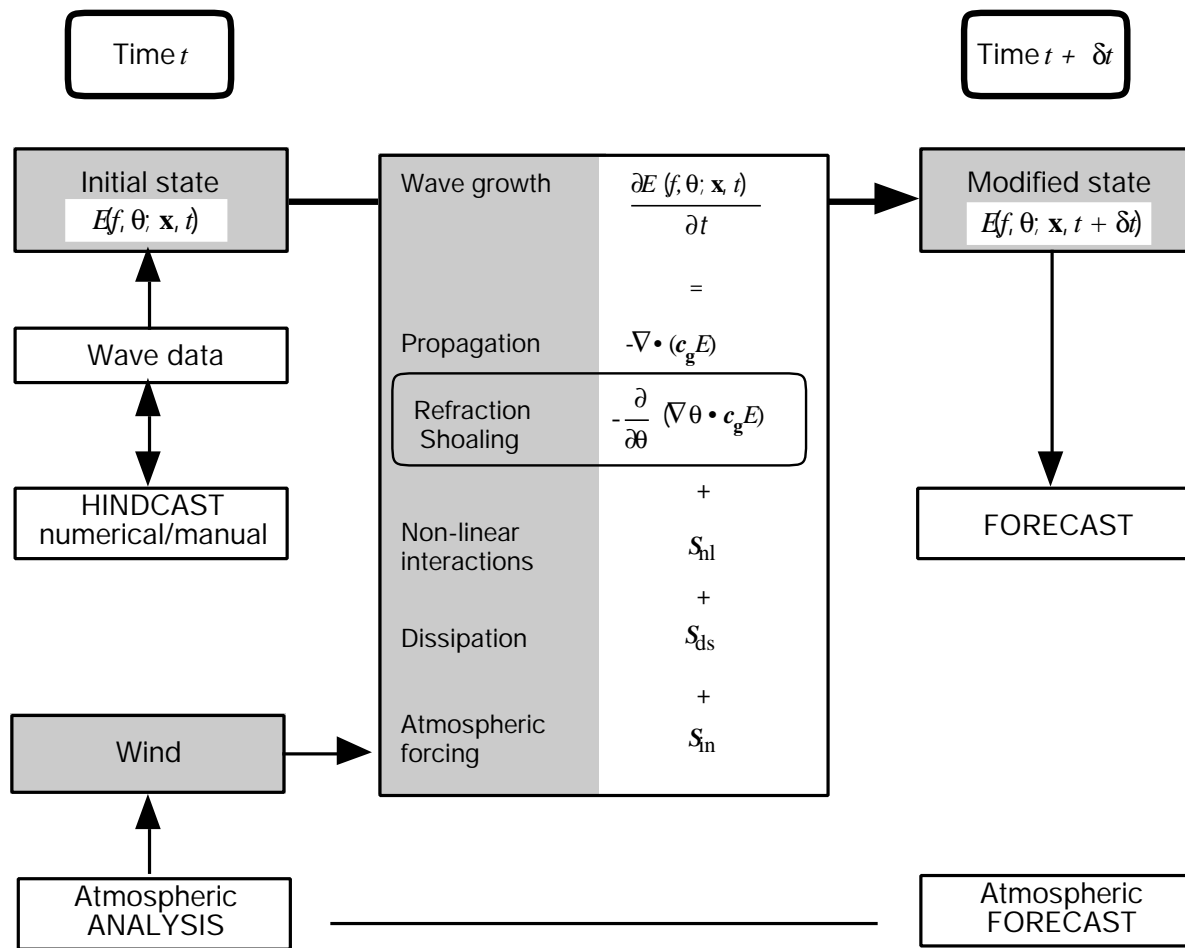 Time t
Time t + δt
Initial state
E(f, θ; x, t)
Wave data
HINDCAST
numerical/manual
Wind
Atmospheric
ANALYSIS
Wave growth
∂E (f, θ; x, t)
∂t
=
Propagation
-∇• (cgE)
Refraction
Shoaling
-∂/∂θ (∇θ • cgE)
+
Non-linear
interactions
Snl
+
Dissipation
Sds
+
Atmospheric
forcing
Sin
Modified state
E(f, θ; x, t + δt)
FORECAST
Atmospheric
FORECAST